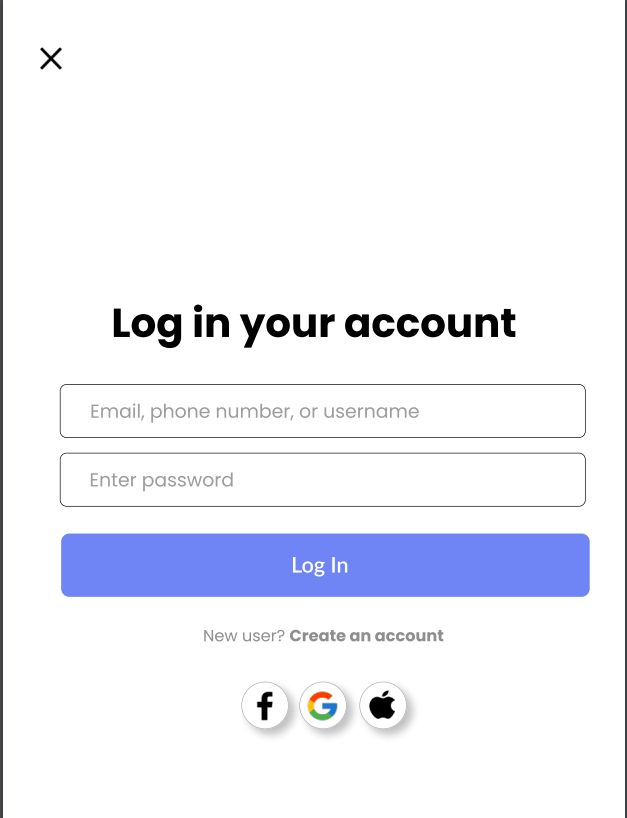 Log in your account
Email, phone number, or username
Enter password
Log In
New user? Create an account